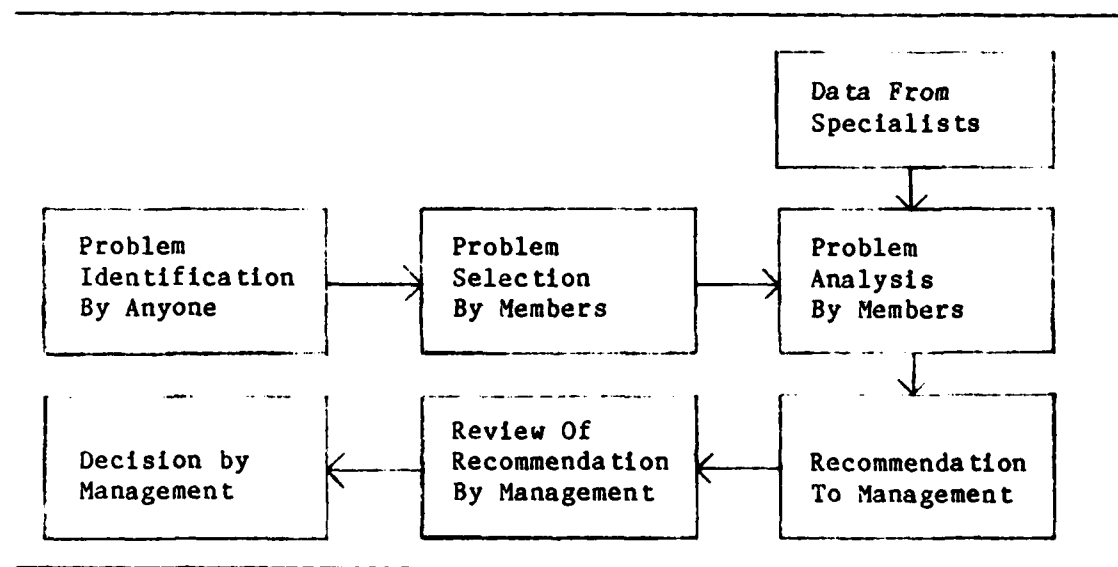 Data From
Specialists
Problem
Identification
By Anyone
Problem
Selection
By Members
Problem
Analysis
By Members
Decision by
Management
Review Of
Recommendation
By Management
Recommendation
To Management